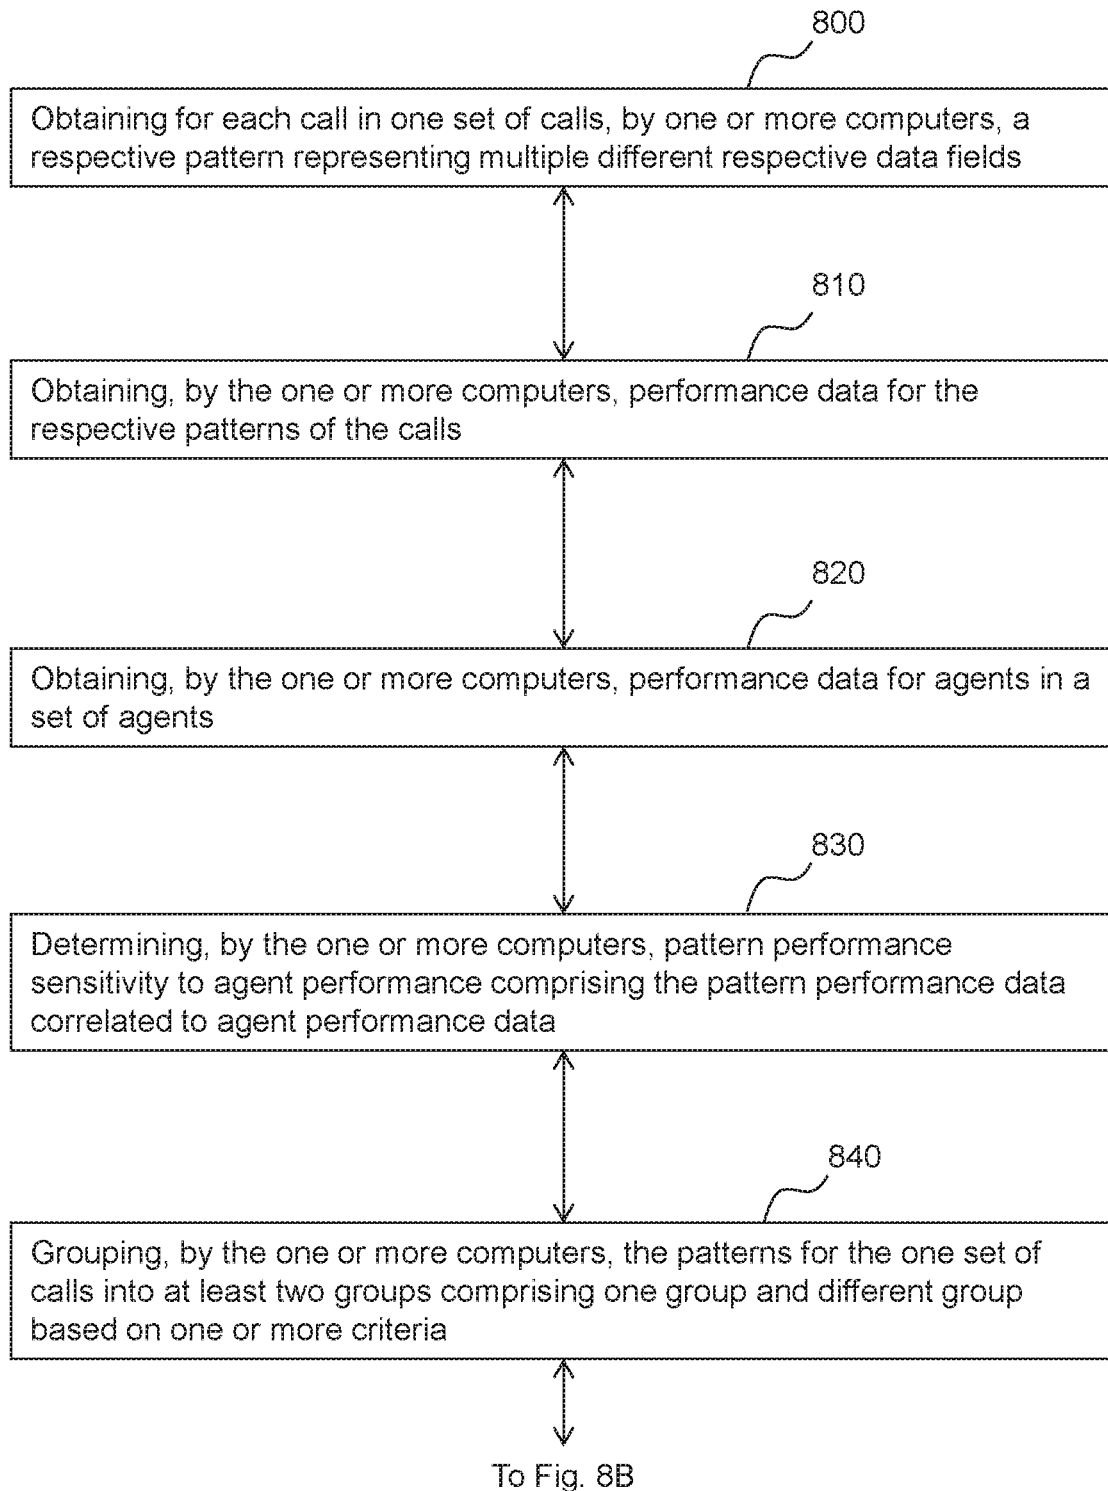 800
Obtaining for each call in one set of calls, by one or more computers, a
respective pattern representing multiple different respective data fields
810
Obtaining, by the one or more computers, performance data for the
respective patterns of the calls
820
Obtaining, by the one or more computers, performance data for agents in a
set of agents
830
Determining, by the one or more computers, pattern performance
sensitivity to agent performance comprising the pattern performance data
correlated to agent performance data
840
Grouping, by the one or more computers, the patterns for the one set of
calls into at least two groups comprising one group and different group
based on one or more criteria
To Fig. 8B